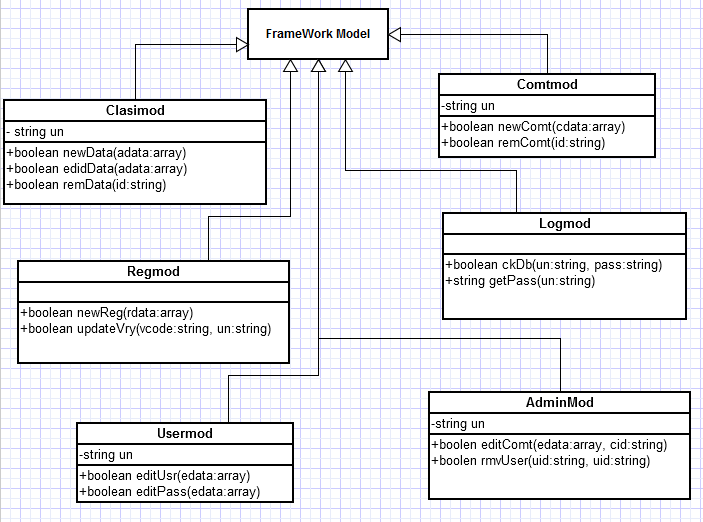 FrameWork Model
Clasimod
- string un
+boolean newData(adata:array)
+boolean edidData(adata:array)
+boolean remData(id:string)
Comtmod
-string un
+boolean newComt(cdata:array)
+boolean remComt(id:string)
Regmod
+boolean newReg(rdata:array)
+boolean updateVry(vcode:string, un:string)
Logmod
+boolean ckDb(un:string, pass:string)
+string getPass(un:string)
Usermod
-string un
+boolean editUsr(edata:array)
+boolean editPass(edata:array)
AdminMod
-string un
+boolen editComt(edata:array, cid:string)
+boolen rmvUser(uid:string, uid:string)